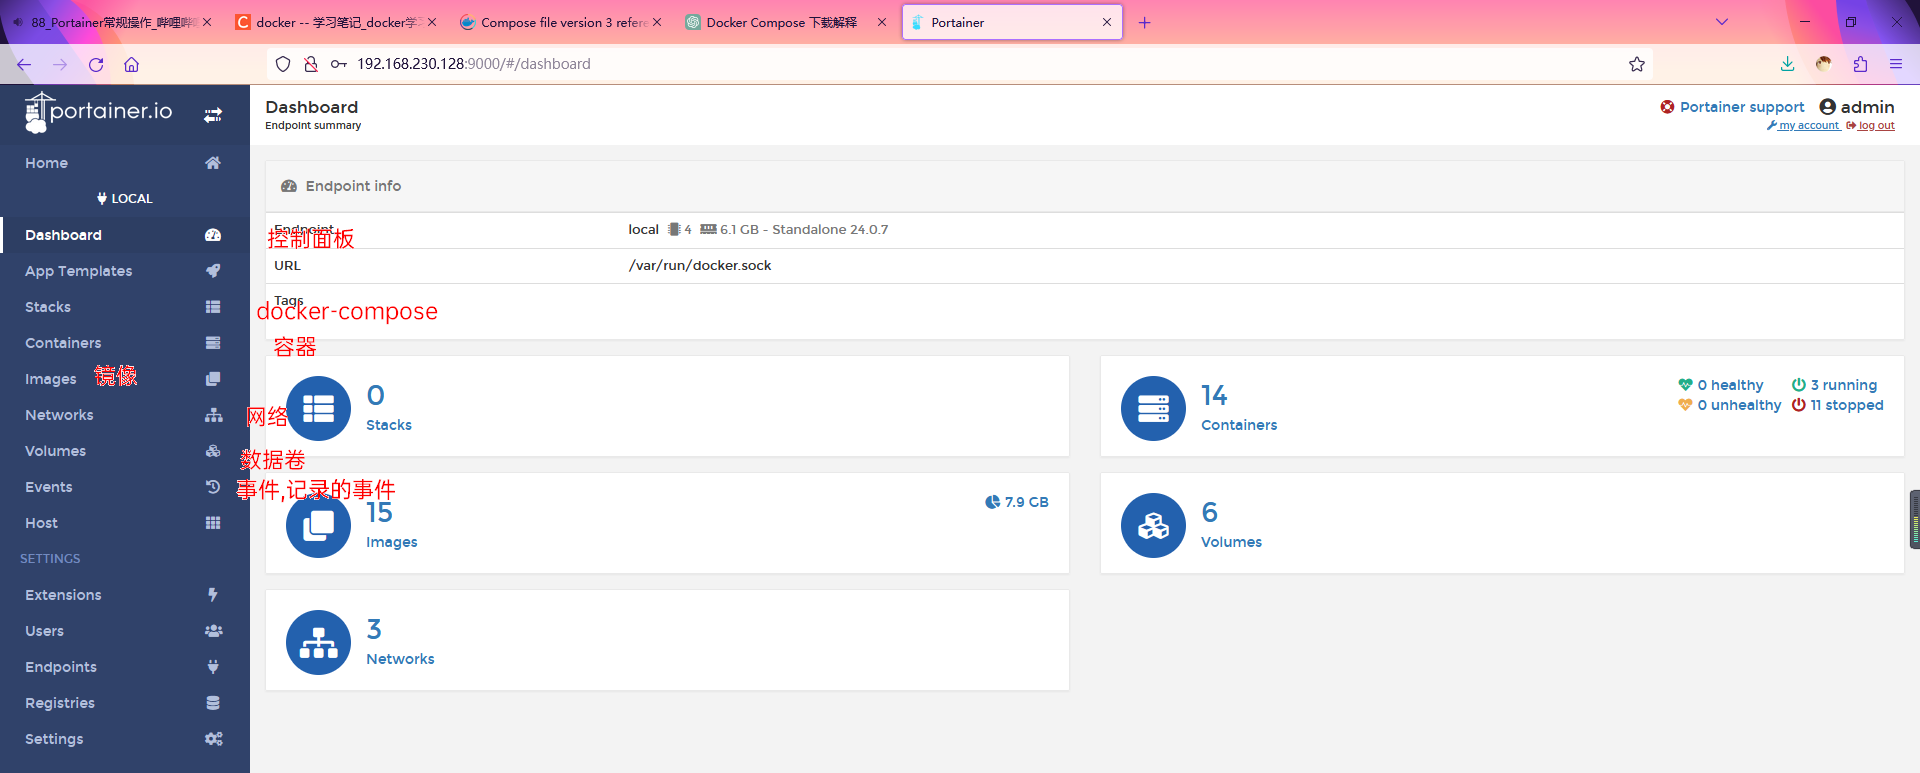 88_Portainer常规操作_哔哩哔
docker -- 学习笔记_docker学
Compose file version 3 refere
Docker Compose 下载解释
Portainer
192.168.230.128:9000/#/dashboard
portainer.io
Home
LOCAL
Dashboard
App Templates
Stacks
Containers
Images 镜像
Networks
Volumes
Events
Host
SETTINGS
Extensions
Users
Endpoints
Registries
Settings
Dashboard
Endpoint summary
Portainer support admin
my account log out
Endpoint info
Endpoint local 4 6.1 GB - Standalone 24.0.7
控制面板
URL /var/run/docker.sock
Tags
docker-compose
容器
0
Stacks
网络
数据卷
事件,记录的事件
14
Containers
0 healthy 3 running
0 unhealthy 11 stopped
15
Images
7.9 GB
6
Volumes
3
Networks